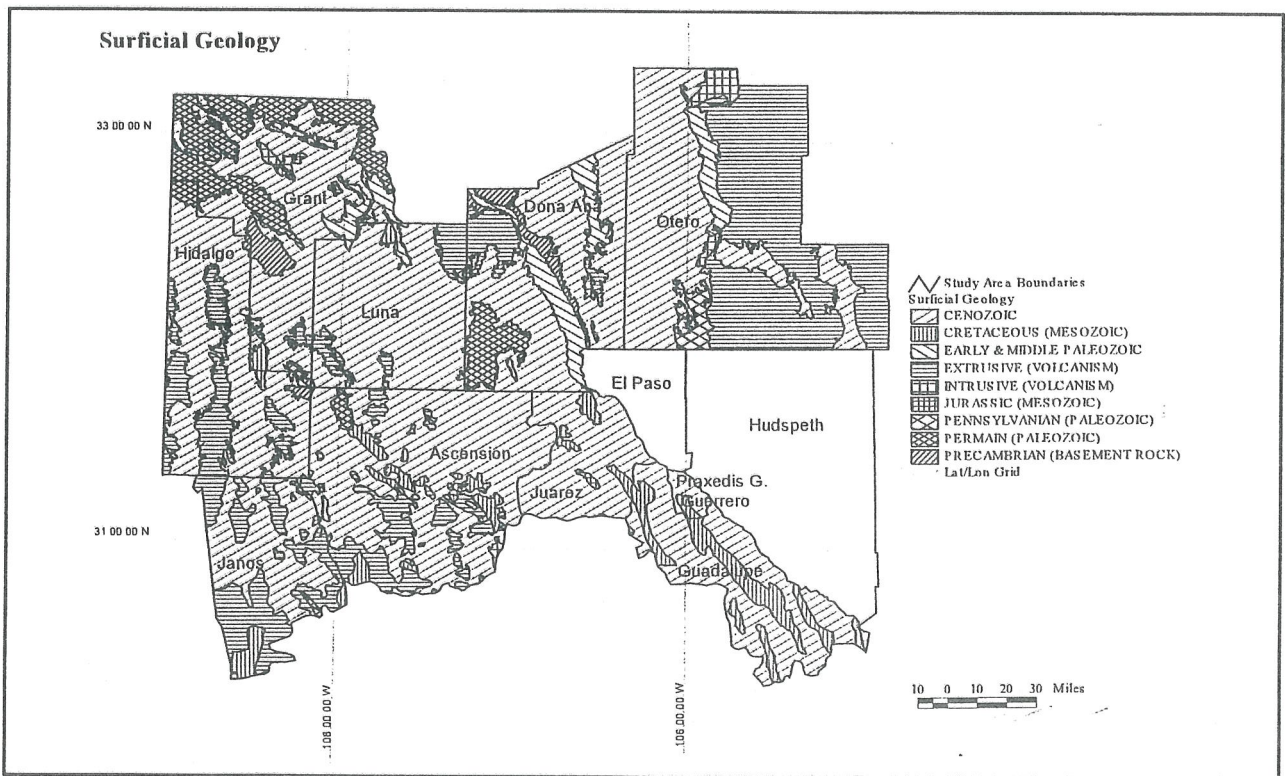 Surficial Geology
33 00 00 N
31 00 00 N
Grant
Hidalgo
Luna
Dona Ana
Otero
El Paso
Hudspeth
Ascension
Juarez
Praxedis G.
Guerrero
Guadalupe
Janos
108 00 00 W
106 00 00 W
Study Area Boundaries
Surficial Geology
CENOZOIC
CRETACEOUS (MESOZOIC)
EARLY & MIDDLE PALEOZOIC
EXTRUSIVE (VOLCANISM)
INTRUSIVE (VOLCANISM)
JURASSIC (MESOZOIC)
PENNSYLVANIAN (PALEOZOIC)
PERMAIN (PALEOZOIC)
PRECAMBRIAN (BASEMENT ROCK)
Lat/Lon Grid
10 0 10 20 30 Miles